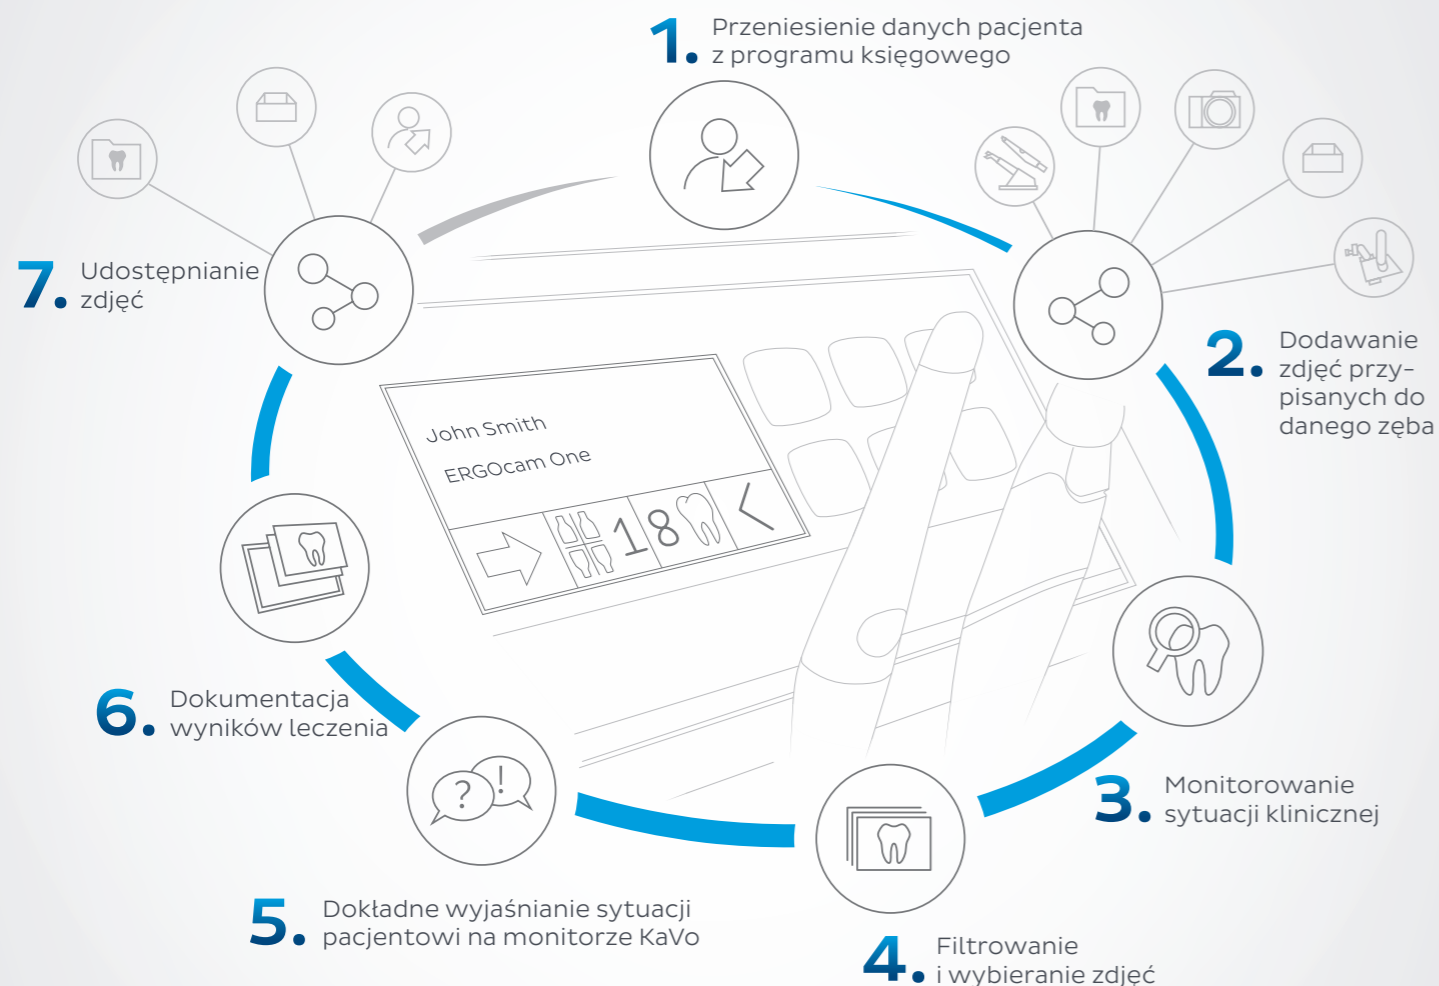 1. Przeniesienie danych pacjenta
z programu księgowego
2. Dodawanie
zdjęć przy-
pisanych do
danego zęba
3. Monitorowanie
sytuacji klinicznej
4. Filtrowanie
i wybieranie zdjęć
5. Dokładne wyjaśnianie sytuacji
pacjentowi na monitorze KaVo
6. Dokumentacja
wyników leczenia
7. Udostępnianie
zdjęć
John Smith
ERGOcam One
18
? !